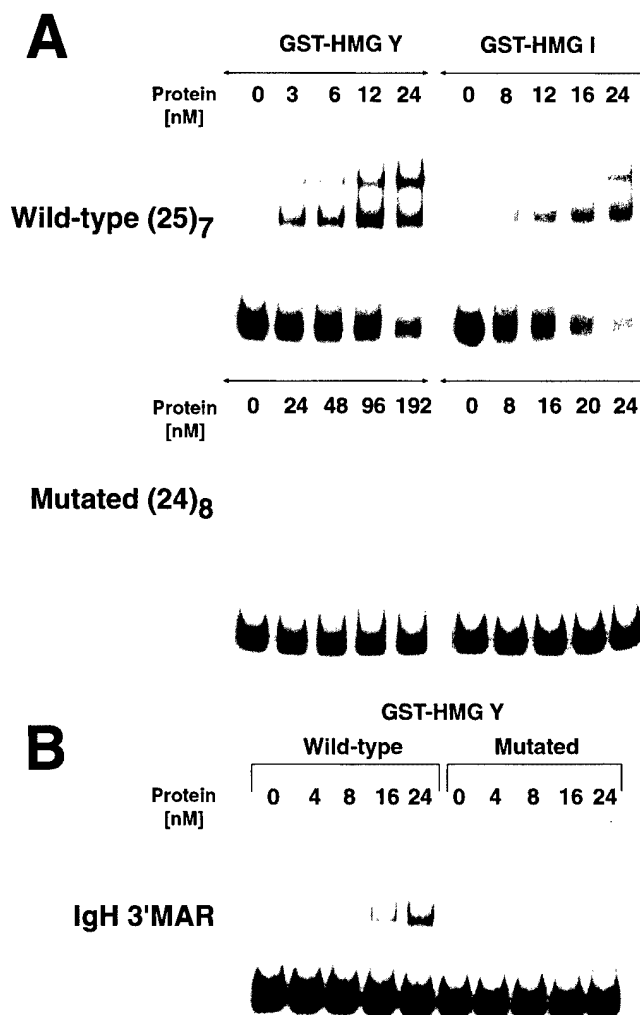 A
GST-HMG Y GST-HMG I
Protein [nM] 0 3 6 12 24 0 8 12 16 24
Wild-type (25)7
Protein [nM] 0 24 48 96 192 0 8 16 20 24
Mutated (24)8
B
GST-HMG Y
Wild-type Mutated
Protein [nM] 0 4 8 16 24 0 4 8 16 24
IgH 3'MAR